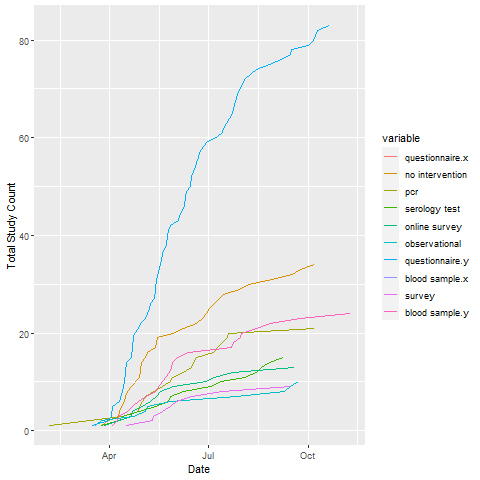 80
60
40
20
0
Total Study Count
Apr
Jul
Oct
Date
variable
questionnaire.x
no intervention
pcr
serology test
online survey
observational
questionnaire.y
blood sample.x
survey
blood sample.y